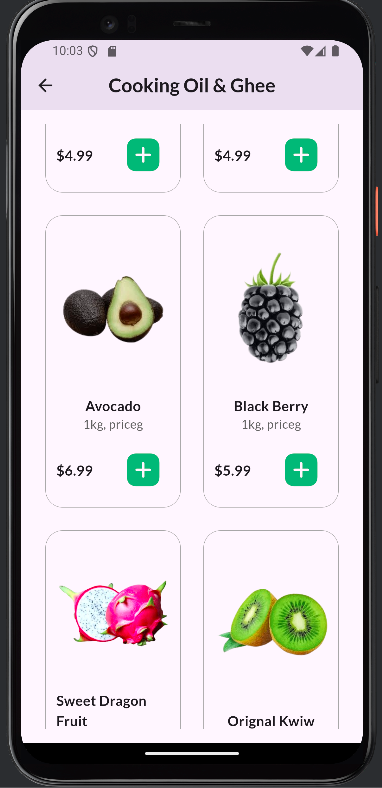 10:03
Cooking Oil & Ghee
$4.99 $4.99
Avocado Black Berry
1kg, priceg 1kg, priceg
$6.99 $5.99
Sweet Dragon
Fruit Orignal Kwiw